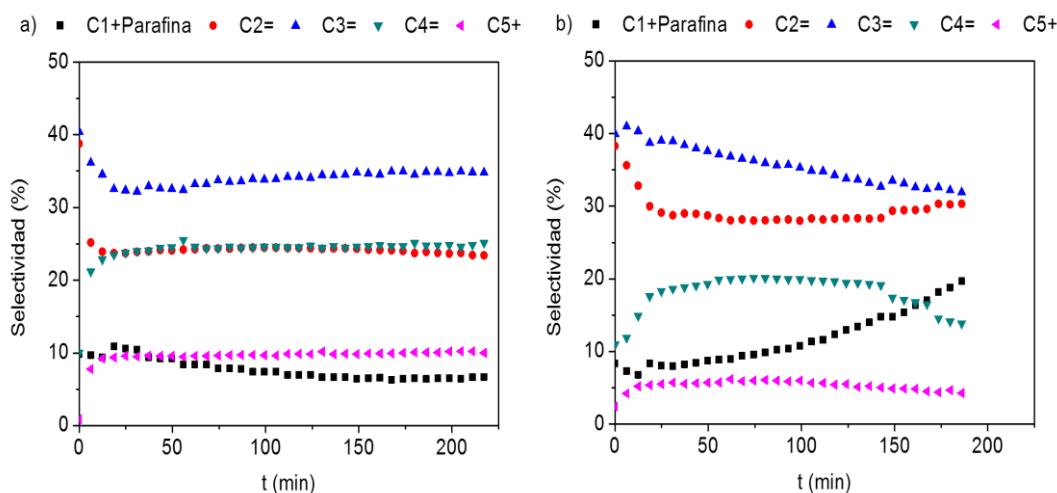 a) C1+Parafina C2= C3= C4= C5+
50
40
30
20
10
0
Selectividad (%)
0 50 100 150 200
t (min)
b) C1+Parafina C2= C3= C4= C5+
50
40
30
20
10
0
Selectividad (%)
0 50 100 150 200
t (min)